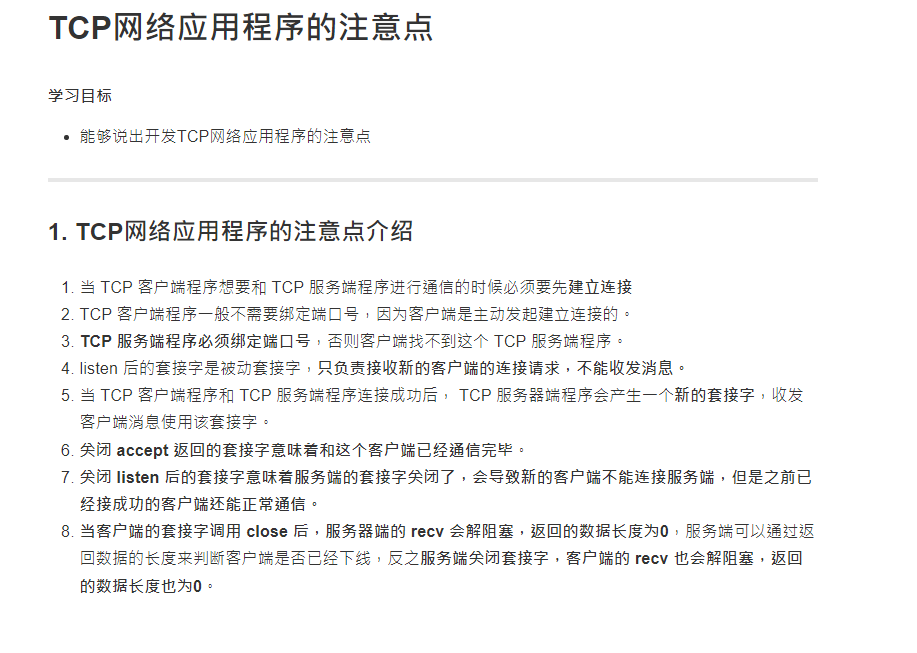 TCP网络应用程序的注意点
学习目标
• 能够说出开发TCP网络应用程序的注意点
1. TCP网络应用程序的注意点介绍
1. 当 TCP 客户端程序想要和 TCP 服务端程序进行通信的时候必须要先建立连接
2. TCP 客户端程序一般不需要绑定端口号，因为客户端是主动发起建立连接的。
3. TCP 服务端程序必须绑定端口号，否则客户端找不到这个 TCP 服务端程序。
4. listen 后的套接字是被动套接字，只负责接收新的客户端的连接请求，不能收发消息。
5. 当 TCP 客户端程序和 TCP 服务端程序连接成功后， TCP 服务器端程序会产生一个新的套接字，收发
客户端消息使用该套接字。
6. 关闭 accept 返回的套接字意味着和这个客户端已经通信完毕。
7. 关闭 listen 后的套接字意味着服务端的套接字关闭了，会导致新的客户端不能连接服务端，但是之前已
经接成功的客户端还能正常通信。
8. 当客户端的套接字调用 close 后，服务器端的 recv 会解阻塞，返回的数据长度为0，服务端可以通过返
回数据的长度来判断客户端是否已经下线，反之服务端关闭套接字，客户端的 recv 也会解阻塞，返回
的数据长度也为0。